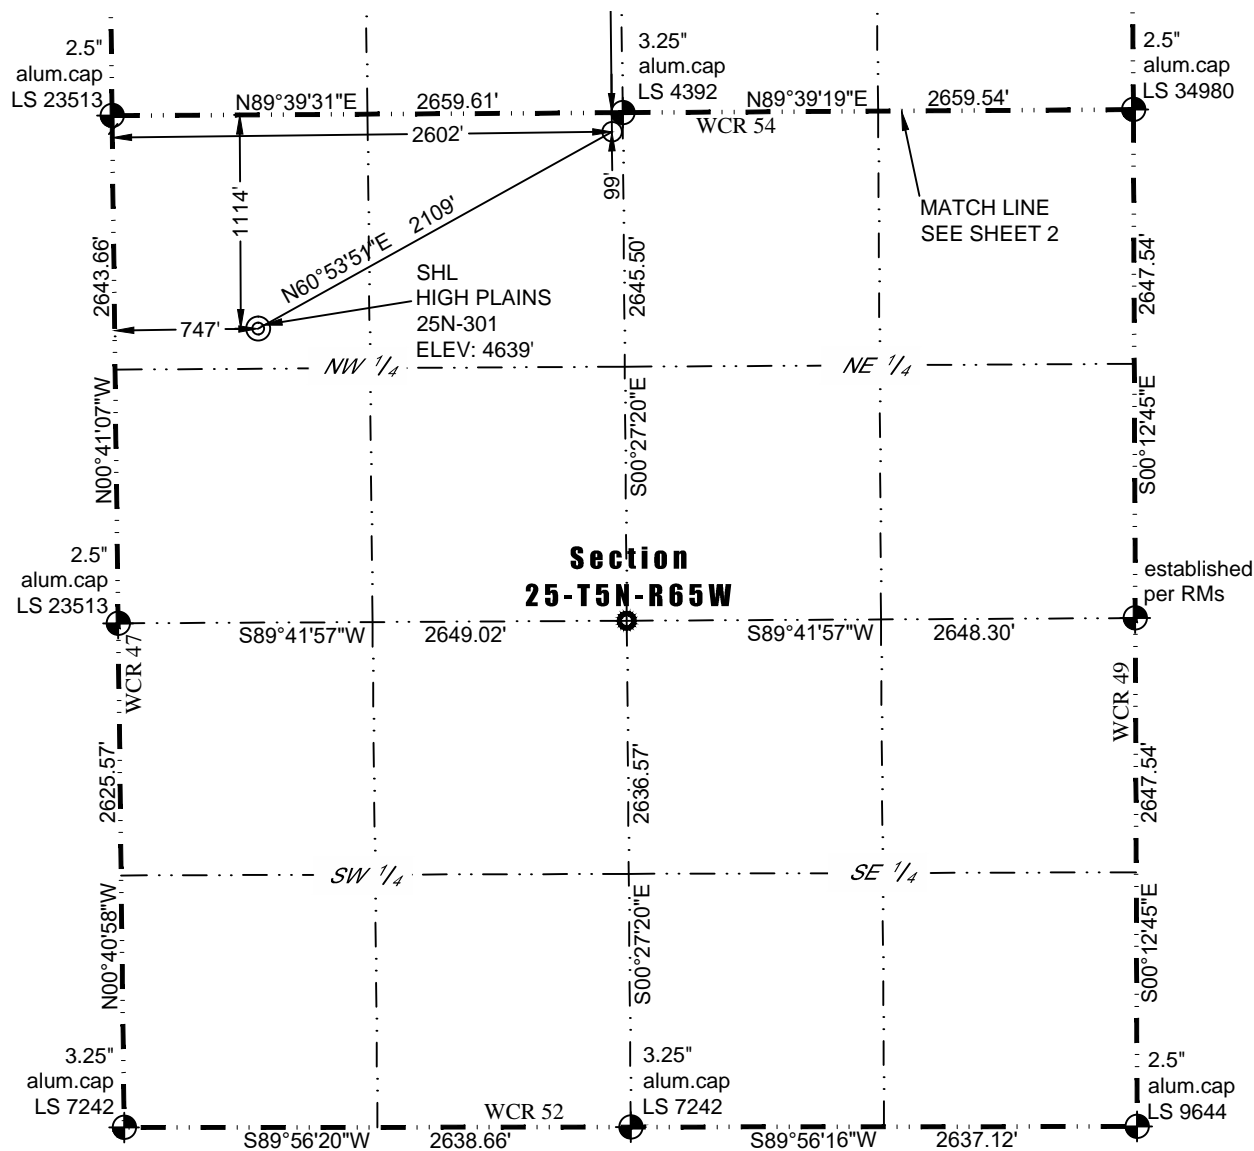 2.5"
alum.cap
LS 23513
3.25"
alum.cap
LS 4392
2.5"
alum.cap
LS 34980
N89°39'31"E
2659.61'
N89°39'19"E
2659.54'
WCR 54
2602'
99'
1114'
N60°53'51"E 2109'
MATCH LINE
SEE SHEET 2
SHL
HIGH PLAINS
25N-301
ELEV: 4639'
747'
2643.66'
2645.50'
2647.54'
NW 1/4
NE 1/4
N00°41'07"W
S00°27'20"E
S00°12'45"E
2.5"
alum.cap
LS 23513
Section
25-T5N-R65W
established
per RMs
S89°41'57"W
2649.02'
S89°41'57"W
2648.30'
WCR 47
WCR 49
2625.57'
2636.57'
2647.54'
SW 1/4
SE 1/4
N00°40'58"W
S00°27'20"E
S00°12'45"E
3.25"
alum.cap
LS 7242
3.25"
alum.cap
LS 7242
2.5"
alum.cap
LS 9644
WCR 52
S89°56'20"W
2638.66'
S89°56'16"W
2637.12'